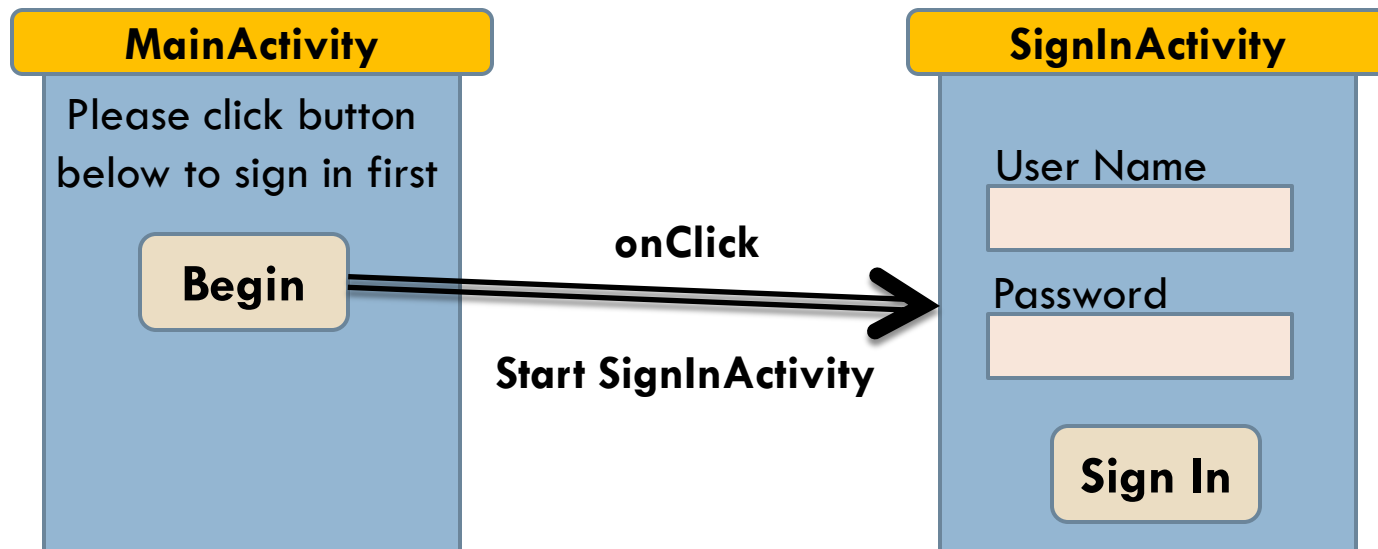 MainActivity
Please click button
below to sign in first
Begin
onClick
Start SignInActivity
SignInActivity
User Name
Password
Sign In